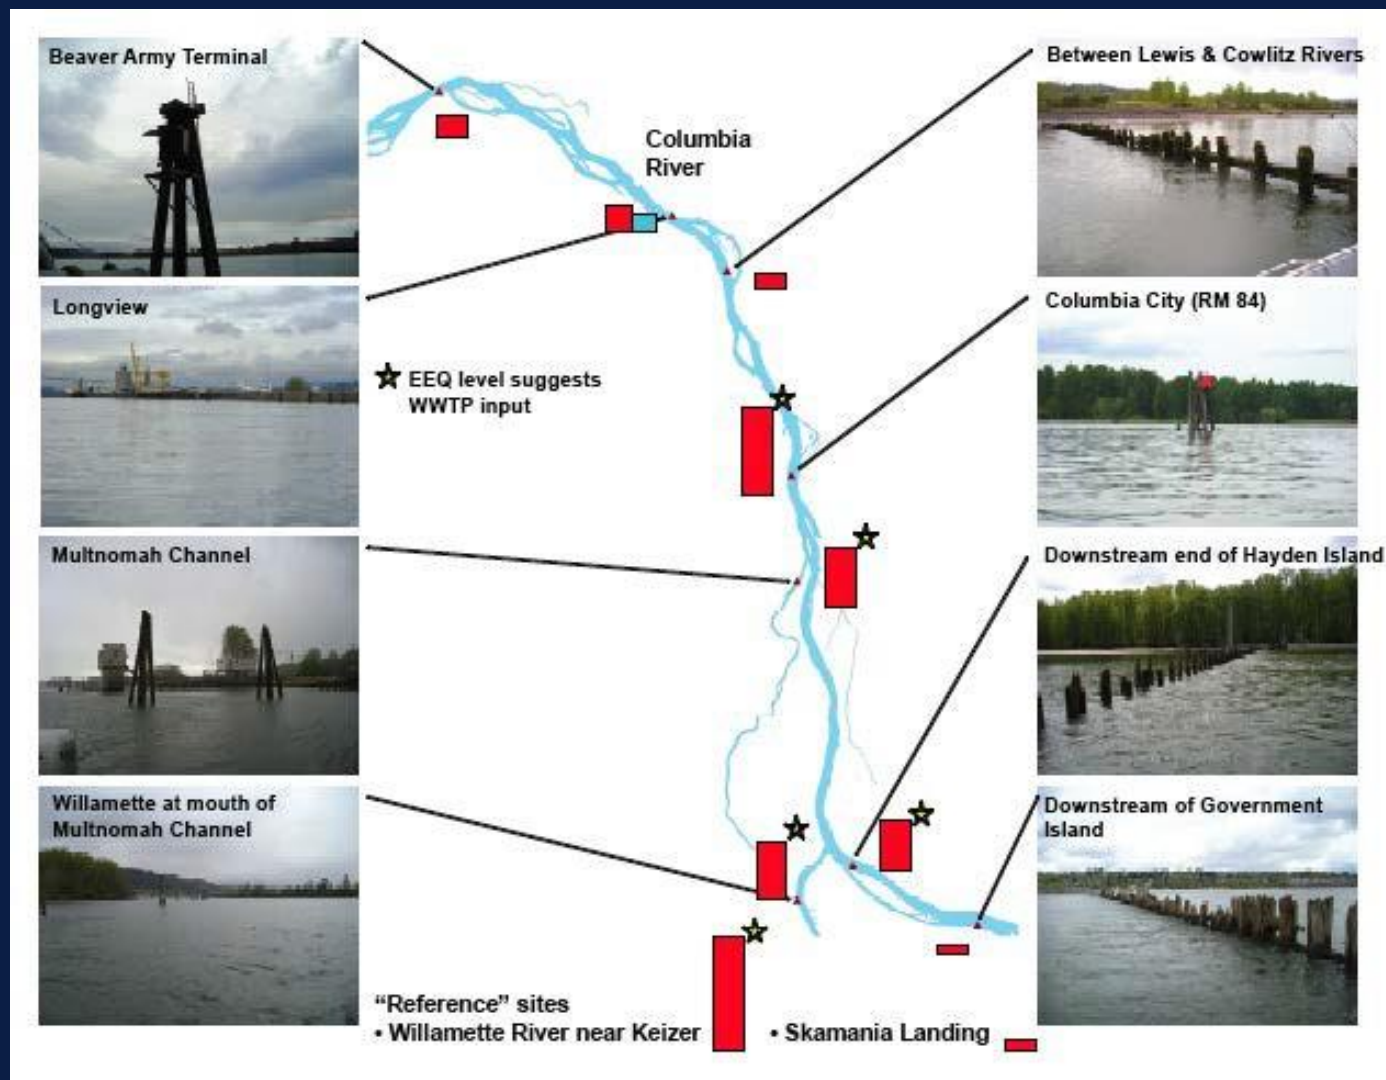 Beaver Army Terminal
Between Lewis & Cowlitz Rivers
Columbia
River
Longview
Columbia City (RM 84)
EEQ level suggests
WWTP input
Multnomah Channel
Downstream end of Hayden Island
Willamette at mouth of
Multnomah Channel
Downstream of Government
Island
“Reference” sites
• Willamette River near Keizer
• Skamania Landing